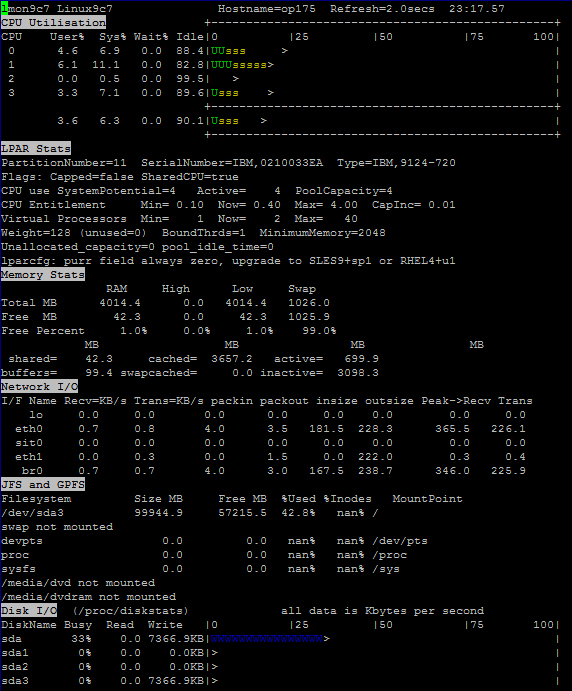 lmon9c7 Linux9c7 Hostname=op175 Refresh=2.0secs 23:17.57
CPU Utilisation +-------------------------------------------------+
CPU User% Sys% Wait% Idle|0 |25 |50 |75 100|
0 4.6 6.9 0.0 88.4|UUsss > |
1 6.1 11.1 0.0 82.8|UUUsssss> |
2 0.0 0.5 0.0 99.5| > |
3 3.3 7.1 0.0 89.6|Usss > |
+-------------------------------------------------+
3.6 6.3 0.0 90.1|Usss > |
+-------------------------------------------------+
LPAR Stats
PartitionNumber=11 SerialNumber=IBM,0210033EA Type=IBM,9124-720
Flags: Capped=false SharedCPU=true
CPU use SystemPotential=4 Active= 4 PoolCapacity=4
CPU Entitlement Min= 0.10 Now= 0.40 Max= 4.00 CapInc= 0.01
Virtual Processors Min= 1 Now= 2 Max= 40
Weight=128 (unused=0) BoundThrds=1 MinimumMemory=2048
Unallocated_capacity=0 pool_idle_time=0
lparcfg: purr field always zero, upgrade to SLES9+sp1 or RHEL4+u1
Memory Stats
RAM High Low Swap
Total MB 4014.4 0.0 4014.4 1026.0
Free MB 42.3 0.0 42.3 1025.9
Free Percent 1.0% 0.0% 1.0% 99.0%
MB MB MB MB
shared= 42.3 cached= 3657.2 active= 699.9
buffers= 99.4 swapcached= 0.0 inactive= 3098.3
Network I/O
I/F Name Recv=KB/s Trans=KB/s packin packout insize outsize Peak->Recv Trans
lo 0.0 0.0 0.0 0.0 0.0 0.0 0.0 0.0
eth0 0.7 0.8 4.0 3.5 181.5 228.3 365.5 226.1
sit0 0.0 0.0 0.0 0.0 0.0 0.0 0.0 0.0
eth1 0.0 0.3 0.0 1.5 0.0 222.0 0.3 0.4
br0 0.7 0.7 4.0 3.0 167.5 238.7 346.0 225.9
JFS and GPFS
Filesystem Size MB Free MB %Used %Inodes MountPoint
/dev/sda3 99944.9 57215.5 42.8% nan% /
swap not mounted
devpts 0.0 0.0 nan% nan% /dev/pts
proc 0.0 0.0 nan% nan% /proc
sysfs 0.0 0.0 nan% nan% /sys
/media/dvd not mounted
/media/dvdram not mounted
Disk I/O (/proc/diskstats) all data is Kbytes per second
DiskName Busy Read Write |0 |25 |50 |75 100|
sda 33% 0.0 7366.9KB|WWWWWWWWWWWWWWWWW> |
sda1 0% 0.0 0.0KB|> |
sda2 0% 0.0 0.0KB|> |
sda3 0% 0.0 7366.9KB|> |